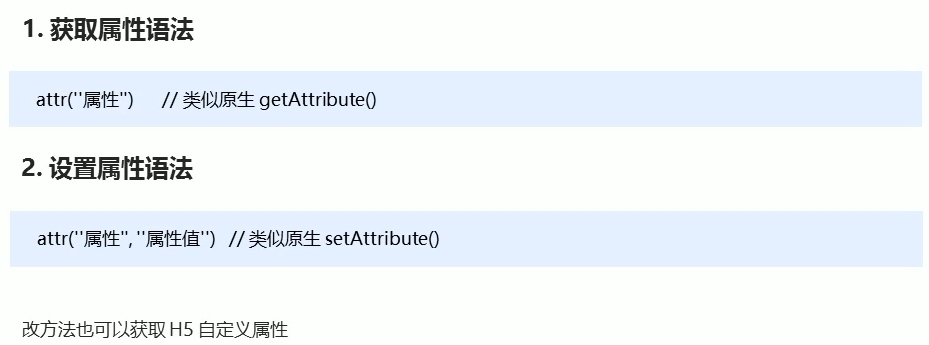 1. 获取属性语法
attr(''属性'') // 类似原生 getAttribute()
2. 设置属性语法
attr(''属性'', ''属性值'') // 类似原生 setAttribute()
改方法也可以获取 H5 自定义属性